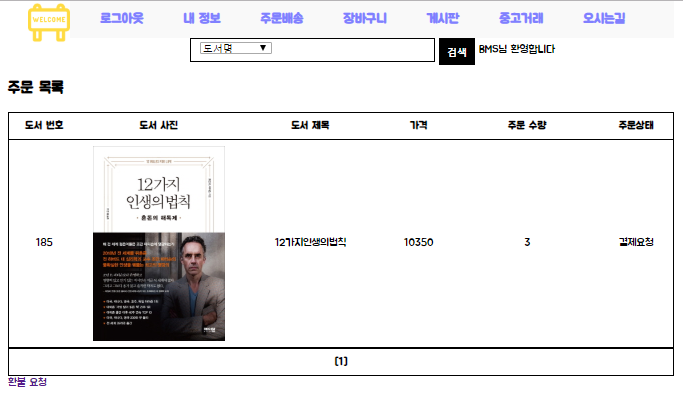 WELCOME 로그아웃 내 정보 주문배송 장바구니 게시판 중고거래 오시는길
도서명 ▼ 검색 BMS님 환영합니다
주문 목록
도서 번호 도서 사진 도서 제목 가격 주문 수량 주문상태
12가지
인생의 법칙
· 혼돈의 해독제 ·
185 12가지인생의법칙 10350 3 결제요청
[1]
환불 요청